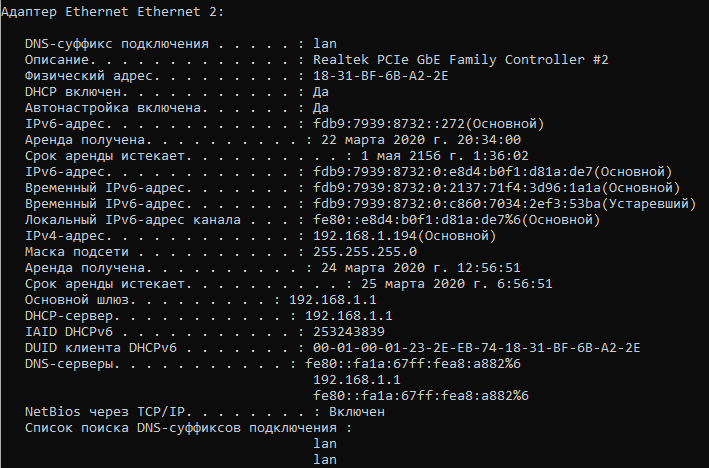 Адаптер Ethernet Ethernet 2:
DNS-суффикс подключения . . . . . : lan
Описание. . . . . . . . . . . . . : Realtek PCIe GbE Family Controller #2
Физический адрес. . . . . . . . . : 18-31-BF-6B-A2-2E
DHCP включен. . . . . . . . . . . : Да
Автонастройка включена. . . . . . : Да
IPv6-адрес. . . . . . . . . . . . : fdb9:7939:8732::272(Основной)
Аренда получена. . . . . . . . . . : 22 марта 2020 г. 20:34:00
Срок аренды истекает. . . . . . . . . . : 1 мая 2156 г. 1:36:02
IPv6-адрес. . . . . . . . . . . . : fdb9:7939:8732:0:e8d4:b0f1:d81a:de7(Основной)
Временный IPv6-адрес. . . . . . . : fdb9:7939:8732:0:2137:71f4:3d96:1a1a(Основной)
Временный IPv6-адрес. . . . . . . : fdb9:7939:8732:0:c860:7034:2ef3:53ba(Устаревший)
Локальный IPv6-адрес канала . . . : fe80::e8d4:b0f1:d81a:de7%6(Основной)
IPv4-адрес. . . . . . . . . . . . : 192.168.1.194(Основной)
Маска подсети . . . . . . . . . . : 255.255.255.0
Аренда получена. . . . . . . . . . : 24 марта 2020 г. 12:56:51
Срок аренды истекает. . . . . . . . . . : 25 марта 2020 г. 6:56:51
Основной шлюз. . . . . . . . . : 192.168.1.1
DHCP-сервер. . . . . . . . . . . : 192.168.1.1
IAID DHCPv6 . . . . . . . . . . . : 253243839
DUID клиента DHCPv6 . . . . . . . : 00-01-00-01-23-2E-EB-74-18-31-BF-6B-A2-2E
DNS-серверы. . . . . . . . . . . : fe80::fa1a:67ff:fea8:a882%6
192.168.1.1
fe80::fa1a:67ff:fea8:a882%6
NetBios через TCP/IP. . . . . . . . : Включен
Список поиска DNS-суффиксов подключения :
lan
lan